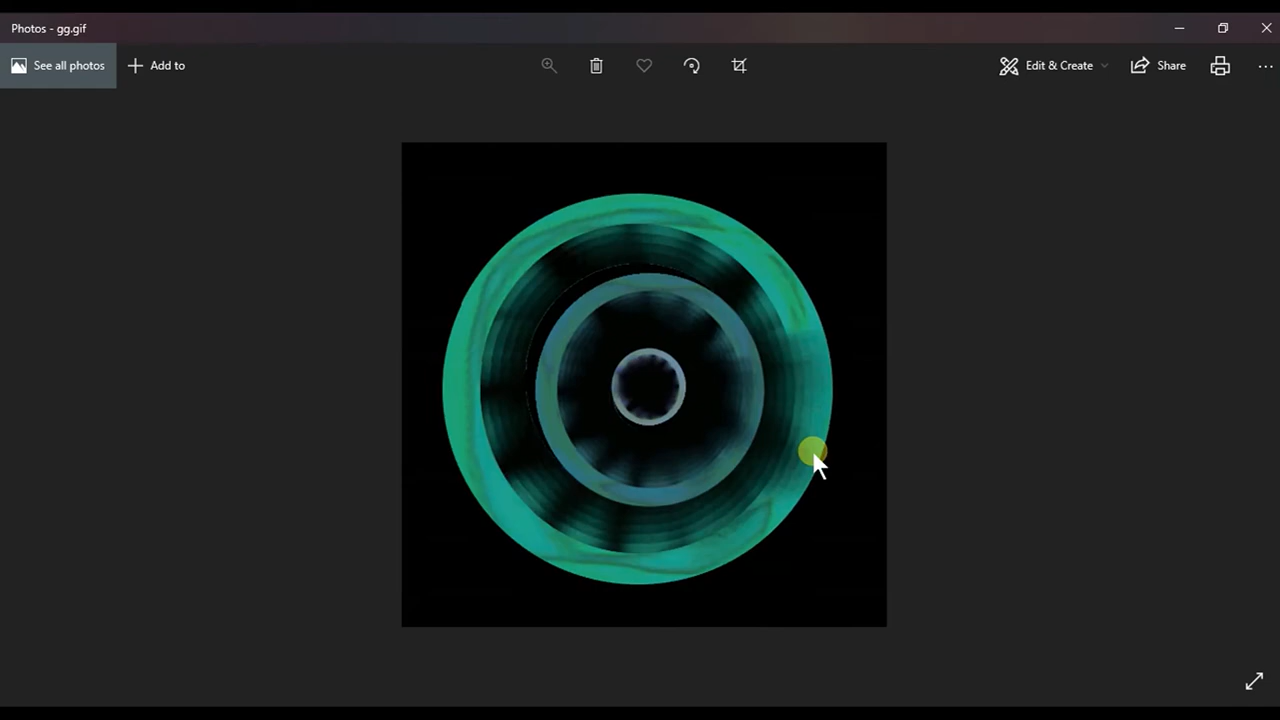 Photos - gg.gif
See all photos
Add to
Edit & Create
Share